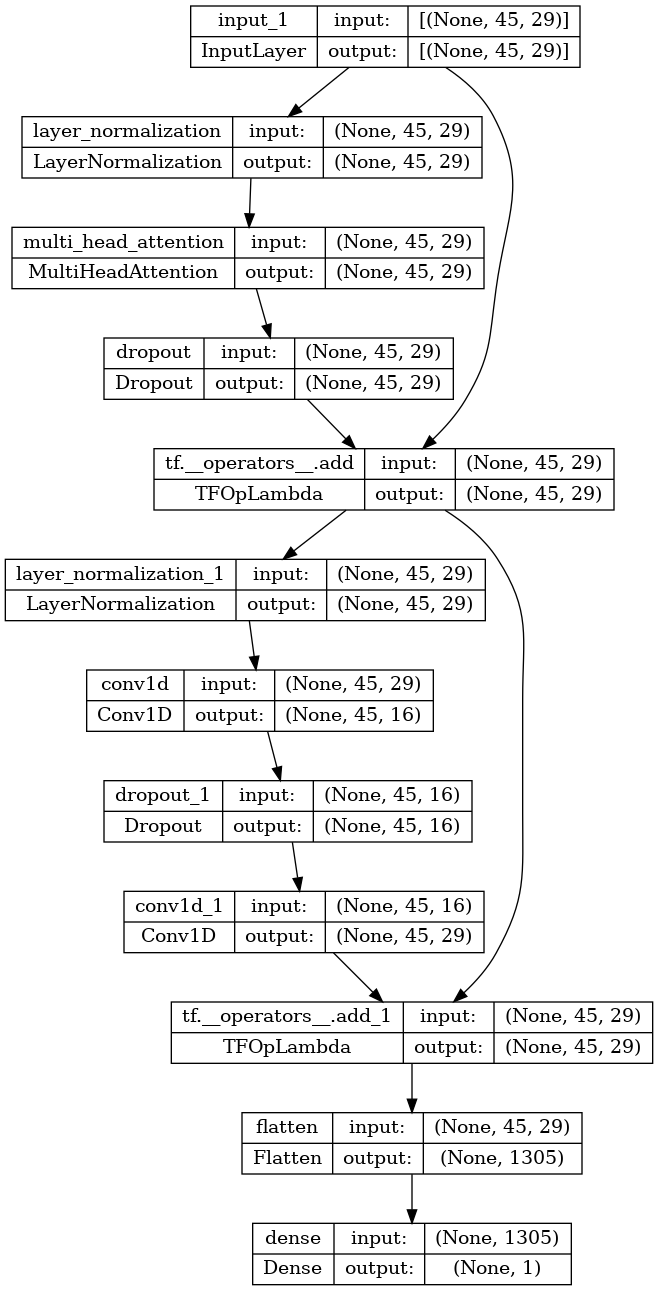 input_1 input: [(None, 45, 29)]
InputLayer output: [(None, 45, 29)]
layer_normalization input: (None, 45, 29)
LayerNormalization output: (None, 45, 29)
multi_head_attention input: (None, 45, 29)
MultiHeadAttention output: (None, 45, 29)
dropout input: (None, 45, 29)
Dropout output: (None, 45, 29)
tf.__operators__.add input: (None, 45, 29)
TFOpLambda output: (None, 45, 29)
layer_normalization_1 input: (None, 45, 29)
LayerNormalization output: (None, 45, 29)
conv1d input: (None, 45, 29)
Conv1D output: (None, 45, 16)
dropout_1 input: (None, 45, 16)
Dropout output: (None, 45, 16)
conv1d_1 input: (None, 45, 16)
Conv1D output: (None, 45, 29)
tf.__operators__.add_1 input: (None, 45, 29)
TFOpLambda output: (None, 45, 29)
flatten input: (None, 45, 29)
Flatten output: (None, 1305)
dense input: (None, 1305)
Dense output: (None, 1)